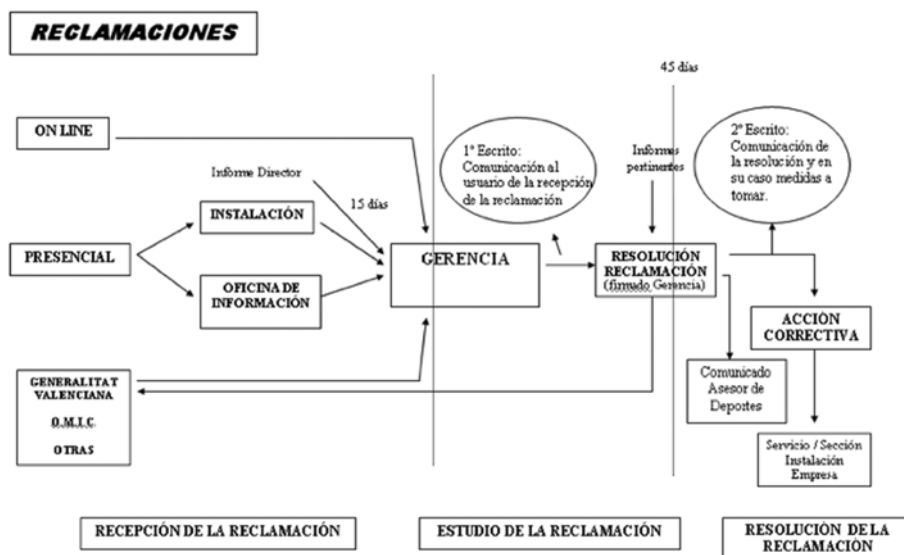 RECLAMACIONES
45 días
ON LINE
1º Escrito:
Comunicación al
usuario de la recepción
de la reclamación
2º Escrito:
Comunicación de
la resolución y en
su caso medidas a
tomar.
Informes
pertinentes
Informe Director
15 días
INSTALACIÓN
PRESENCIAL
OFICINA DE
INFORMACIÓN
GERENCIA
RESOLUCIÓN
RECLAMACIÓN
(firmado Gerencia)
ACCIÓN
CORRECTIVA
GENERALITAT
VALENCIANA
O.M.I.C.
OTRAS
Comunicado
Asesor de
Deportes
Servicio / Sección
Instalación
Empresa
RECEPCIÓN DE LA RECLAMACIÓN
ESTUDIO DE LA RECLAMACIÓN
RESOLUCIÓN DE LA
RECLAMACIÓN